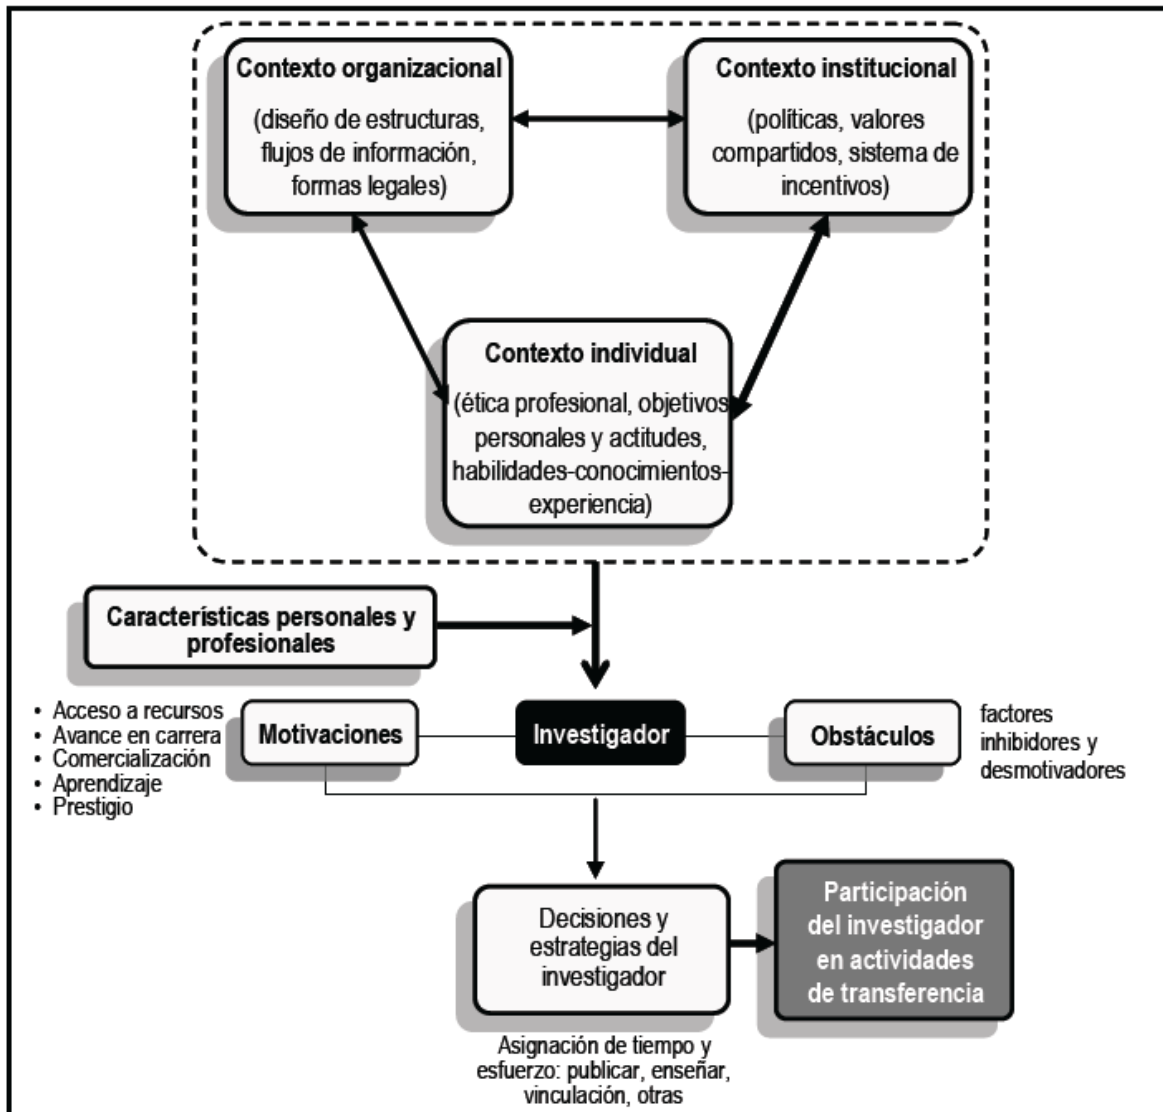 Contexto organizacional
(diseño de estructuras,
flujos de información,
formas legales)
Contexto institucional
(políticas, valores
compartidos, sistema de
incentivos)
Contexto individual
(ética profesional, objetivos
personales y actitudes,
habilidades-conocimientos-
experiencia)
Características personales y
profesionales
• Acceso a recursos
• Avance en carrera
• Comercialización
• Aprendizaje
• Prestigio
Motivaciones
Investigador
Obstáculos
factores
inhibidores y
desmotivadores
Decisiones y
estrategias del
investigador
Participación
del investigador
en actividades
de transferencia
Asignación de tiempo y
esfuerzo: publicar, enseñar,
vinculación, otras